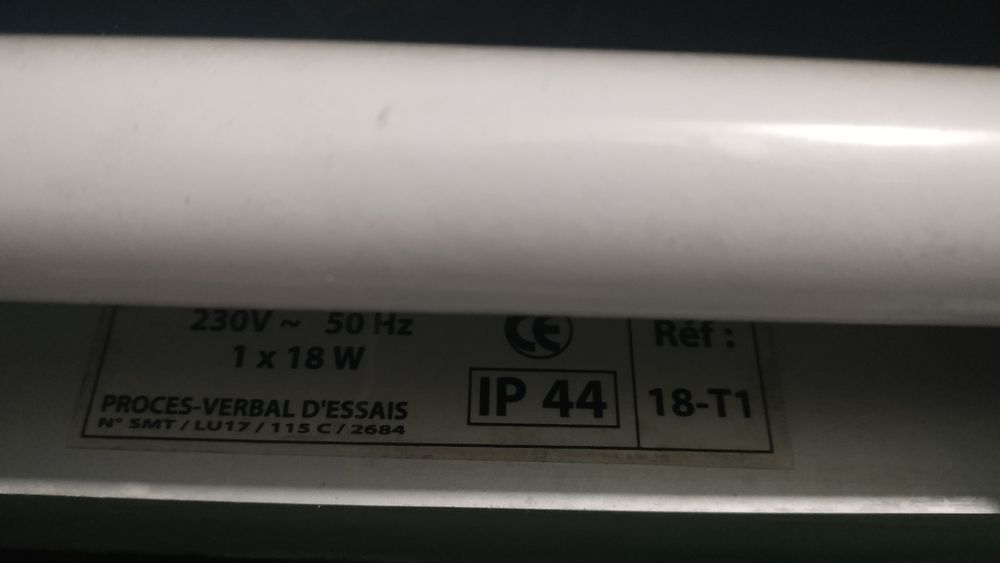 230V ~ 50 Hz
1 x 18 W
PROCES-VERBAL D'ESSAIS
N° SMT / LU17 / 115 C / 2684
CE
IP 44
Réf :
18-T1